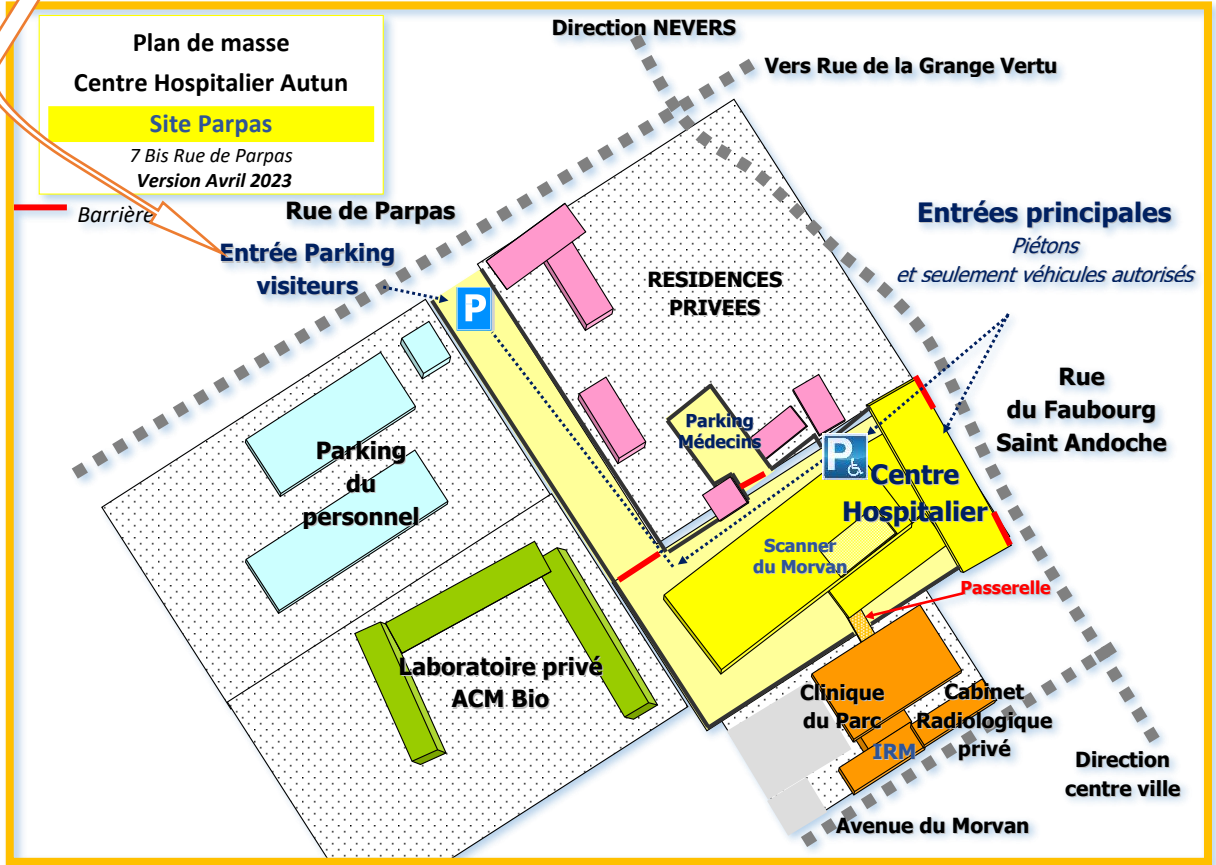 Plan de masse
Centre Hospitalier Autun
Site Parpas
7 Bis Rue de Parpas
Version Avril 2023
Barrière
Direction NEVERS
Vers Rue de la Grange Vertu
Rue de Parpas
Entrée Parking
visiteurs
P
RESIDENCES
PRIVEES
Entrées principales
Piétons
et seulement véhicules autorisés
Rue
du Faubourg
Saint Andoche
Parking
Médecins
P
Centre
Hospitalier
Parking
du
personnel
Scanner
du Morvan
Passerelle
Laboratoire privé
ACM Bio
Clinique
du Parc
Cabinet
Radiologique
privé
IRM
Direction
centre ville
Avenue du Morvan